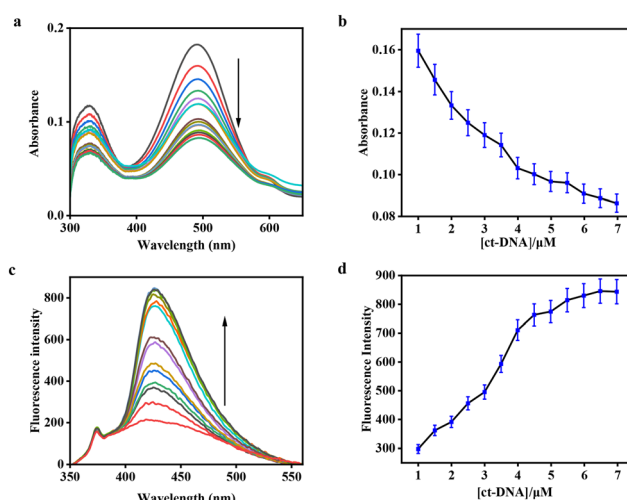 a
0.2
0.1
0.0
Absorbance
300 400 500 600
Wavelength (nm)
b
0.16
0.14
0.12
0.10
0.08
Absorbance
1 2 3 4 5 6 7
[ct-DNA]/μM
c
800
600
400
200
0
Fluorescence intensity
350 400 450 500 550
Wavelength (nm)
d
900
800
700
600
500
400
300
Fluorescence Intensity
1 2 3 4 5 6 7
[ct-DNA]/μM